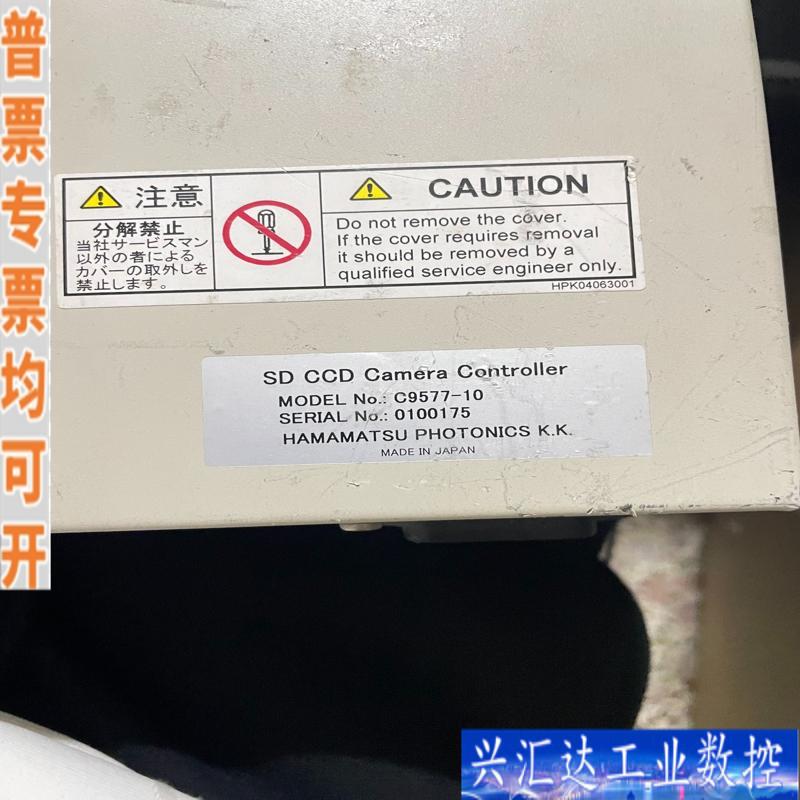 普票专票均可开
注意
分解禁止
当社サービスマン
以外の者による
カバーの取外しを
禁止します。
CAUTION
Do not remove the cover.
If the cover requires removal
it should be removed by a
qualified service engineer only.
HPK04063001
SD CCD Camera Controller
MODEL No.: C9577-10
SERIAL No.: 0100175
HAMAMATSU PHOTONICS K.K.
MADE IN JAPAN
兴汇达工业数控